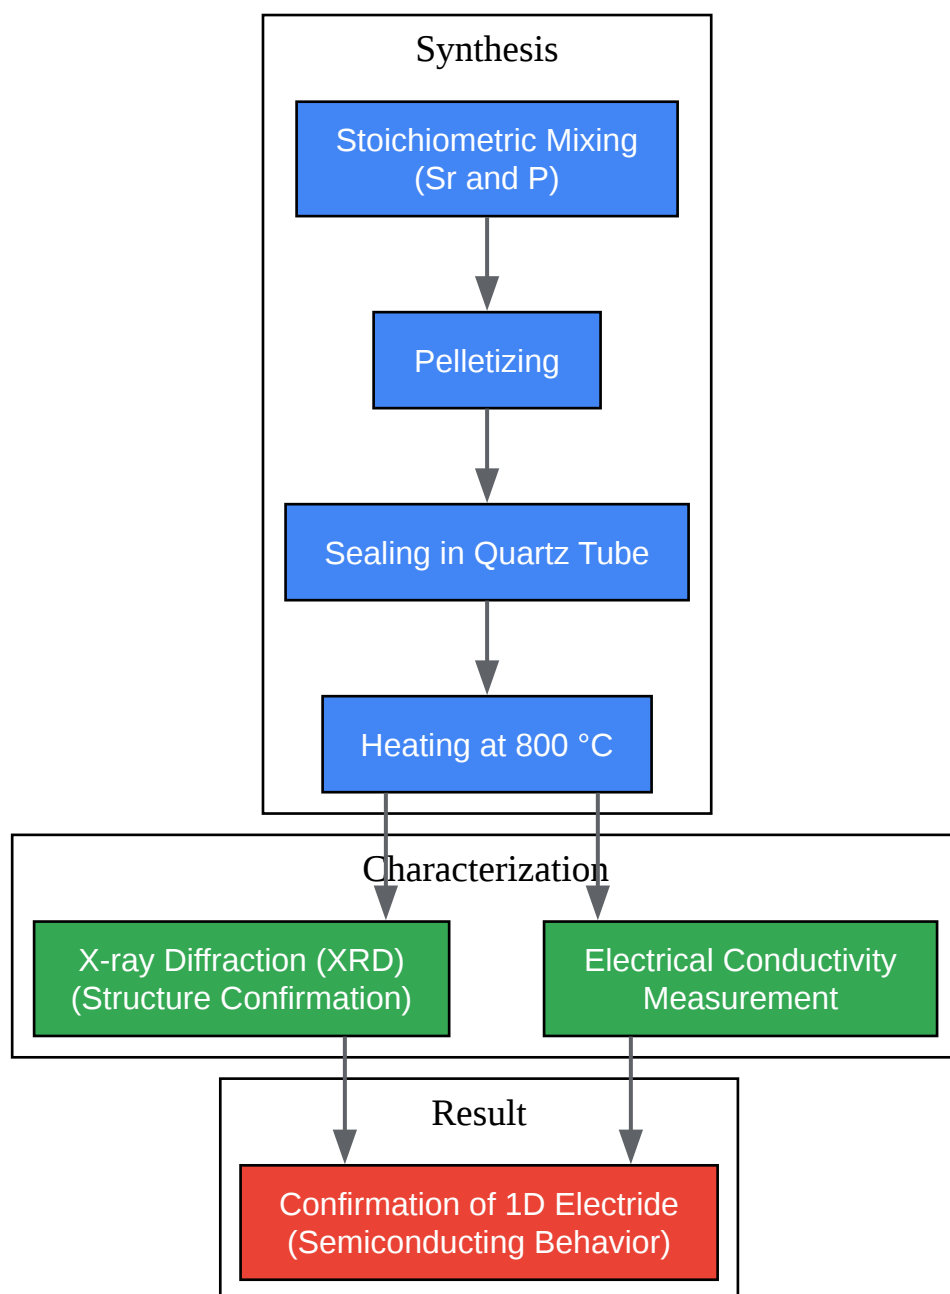 Synthesis
Stoichiometric Mixing
(Sr and P)
Pelletizing
Sealing in Quartz Tube
Heating at 800 °C
Characterization
X-ray Diffraction (XRD)
(Structure Confirmation)
Electrical Conductivity
Measurement
Result
Confirmation of 1D Electride
(Semiconducting Behavior)